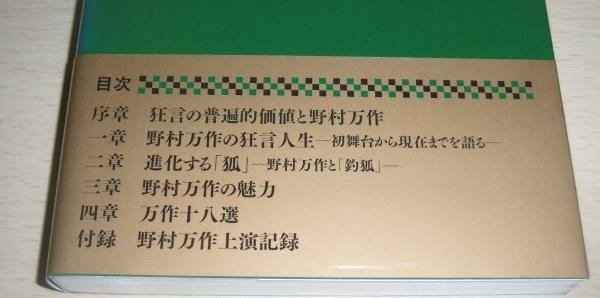 目次
序章 狂言の普遍的価値と野村万作
一章 野村万作の狂言人生―初舞台から現在までを語る―
二章 進化する「狐」―野村万作と「釣狐」―
三章 野村万作の魅力
四章 万作十八選
付録 野村万作上演記録